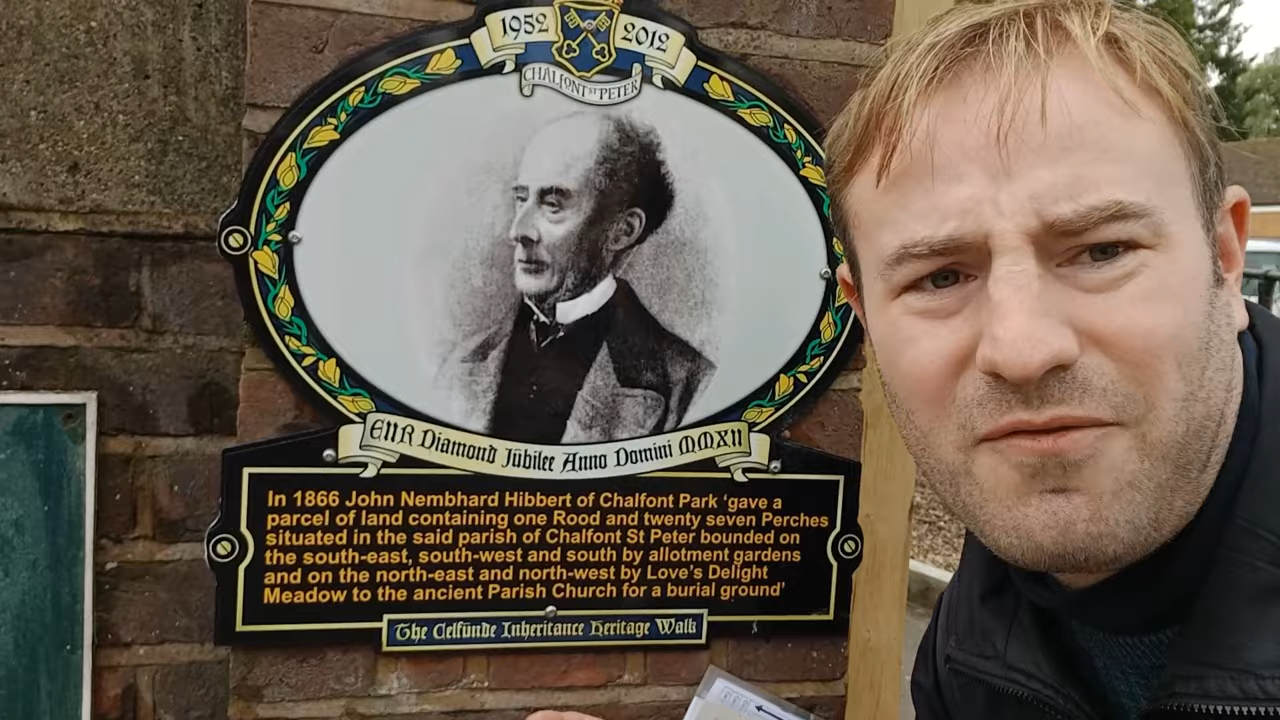 1952 2012
CHALFONT ST PETER
EIIR Diamond Jubilee Anno Domini MMXII
In 1866 John Nembhard Hibbert of Chalfont Park ‘gave a
parcel of land containing one Rood and twenty seven Perches
situated in the said parish of Chalfont St Peter bounded on
the south-east, south-west and south by allotment gardens
and on the north-east and north-west by Love’s Delight
Meadow to the ancient Parish Church for a burial ground’
The Celfünde Inheritance Heritage Walk